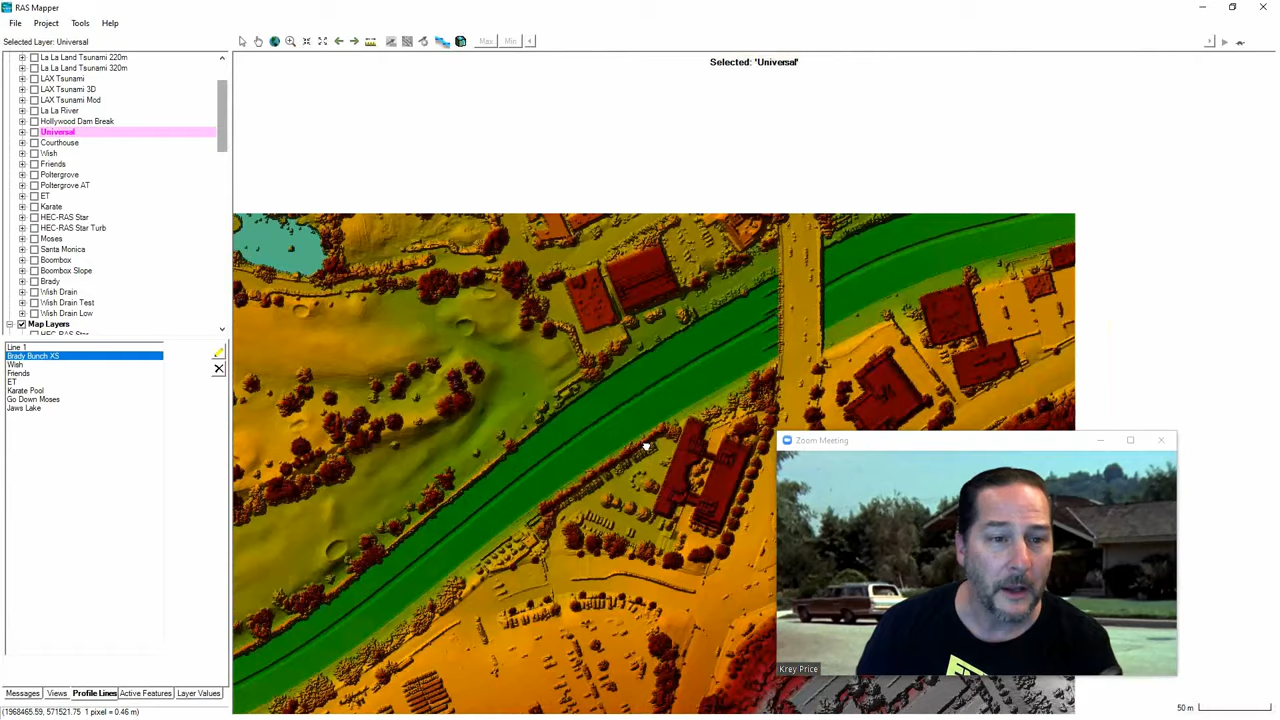 RAS Mapper
File Project Tools Help
Selected Layer: Universal
Max Min
Selected: 'Universal'
La La Land Tsunami 220m
La La Land Tsunami 320m
LAX Tsunami
LAX Tsunami 3D
LAX Tsunami Mod
La La River
Hollywood Dam Break
Universal
Courthouse
Wish
Friends
Poltergrove
Poltergrove AT
ET
Karate
HEC-RAS Star
HEC-RAS Star Turb
Moses
Santa Monica
Boombox
Boombox Slope
Brady
Wish Drain
Wish Drain Test
Wish Drain Low
Map Layers
HEC-RAS Star
Line 1
Brady Bunch XS
Wish
Friends
ET
Karate Pool
Go Down Moses
Jaws Lake
Zoom Meeting
Krey Price
Messages Views Profile Lines Active Features Layer Values
(1968465.59, 571521.75 1 pixel = 0.46 m)
50 m